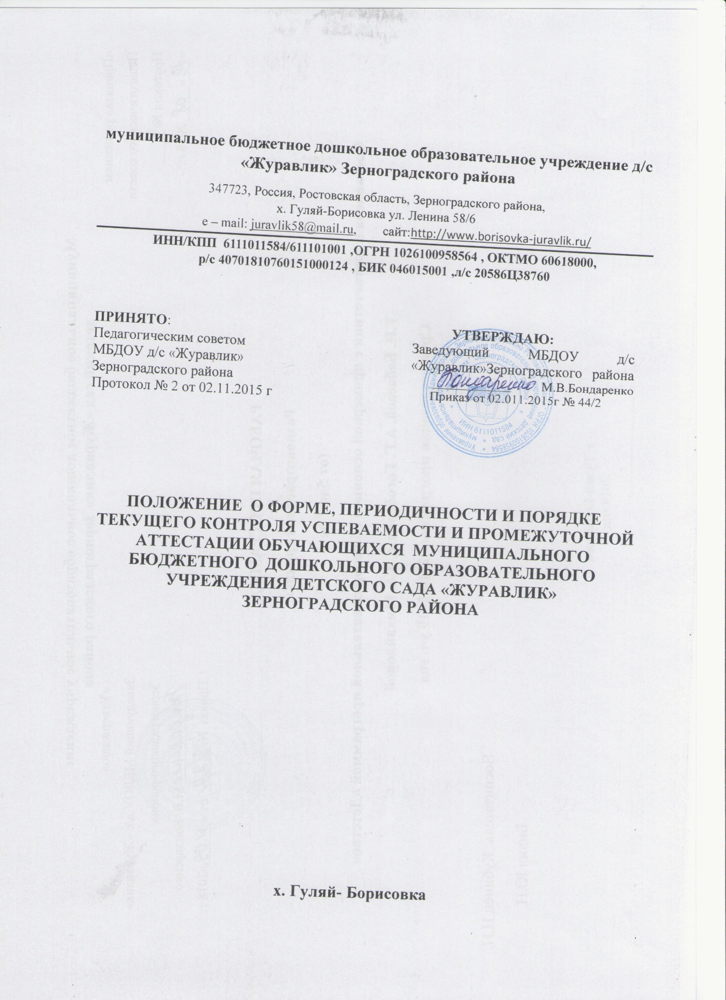 муниципальное бюджетное дошкольное образовательное учреждение д/с
«Журавлик» Зерноградского района
347723, Россия, Ростовская область, Зерноградского района,
х. Гуляй-Борисовка ул. Ленина 58/6
е – mail: juravlik58@mail.ru, сайт:http://www.borisovka-juravlik.ru/
ИНН/КПП 6111011584/611101001 ,ОГРН 1026100958564 , ОКТМО 60618000,
р/с 40701810760151000124 , БИК 046015001 ,л/с 20586Ц38760
ПРИНЯТО:
Педагогическим советом
МБДОУ д/с «Журавлик»
Зерноградского района
Протокол № 2 от 02.11.2015 г
УТВЕРЖДАЮ:
Заведующий МБДОУ д/с
«Журавлик»Зерноградского района
Бондаренко М.В.Бондаренко
Приказ от 02.011.2015г № 44/2
ИНН 6111011584
ОГРН 1026100958564
ПОЛОЖЕНИЕ О ФОРМЕ, ПЕРИОДИЧНОСТИ И ПОРЯДКЕ
ТЕКУЩЕГО КОНТРОЛЯ УСПЕВАЕМОСТИ И ПРОМЕЖУТОЧНОЙ
АТТЕСТАЦИИ ОБУЧАЮЩИХСЯ МУНИЦИПАЛЬНОГО
БЮДЖЕТНОГО ДОШКОЛЬНОГО ОБРАЗОВАТЕЛЬНОГО
УЧРЕЖДЕНИЯ ДЕТСКОГО САДА «ЖУРАВЛИК»
ЗЕРНОГРАДСКОГО РАЙОНА
х. Гуляй- Борисовка